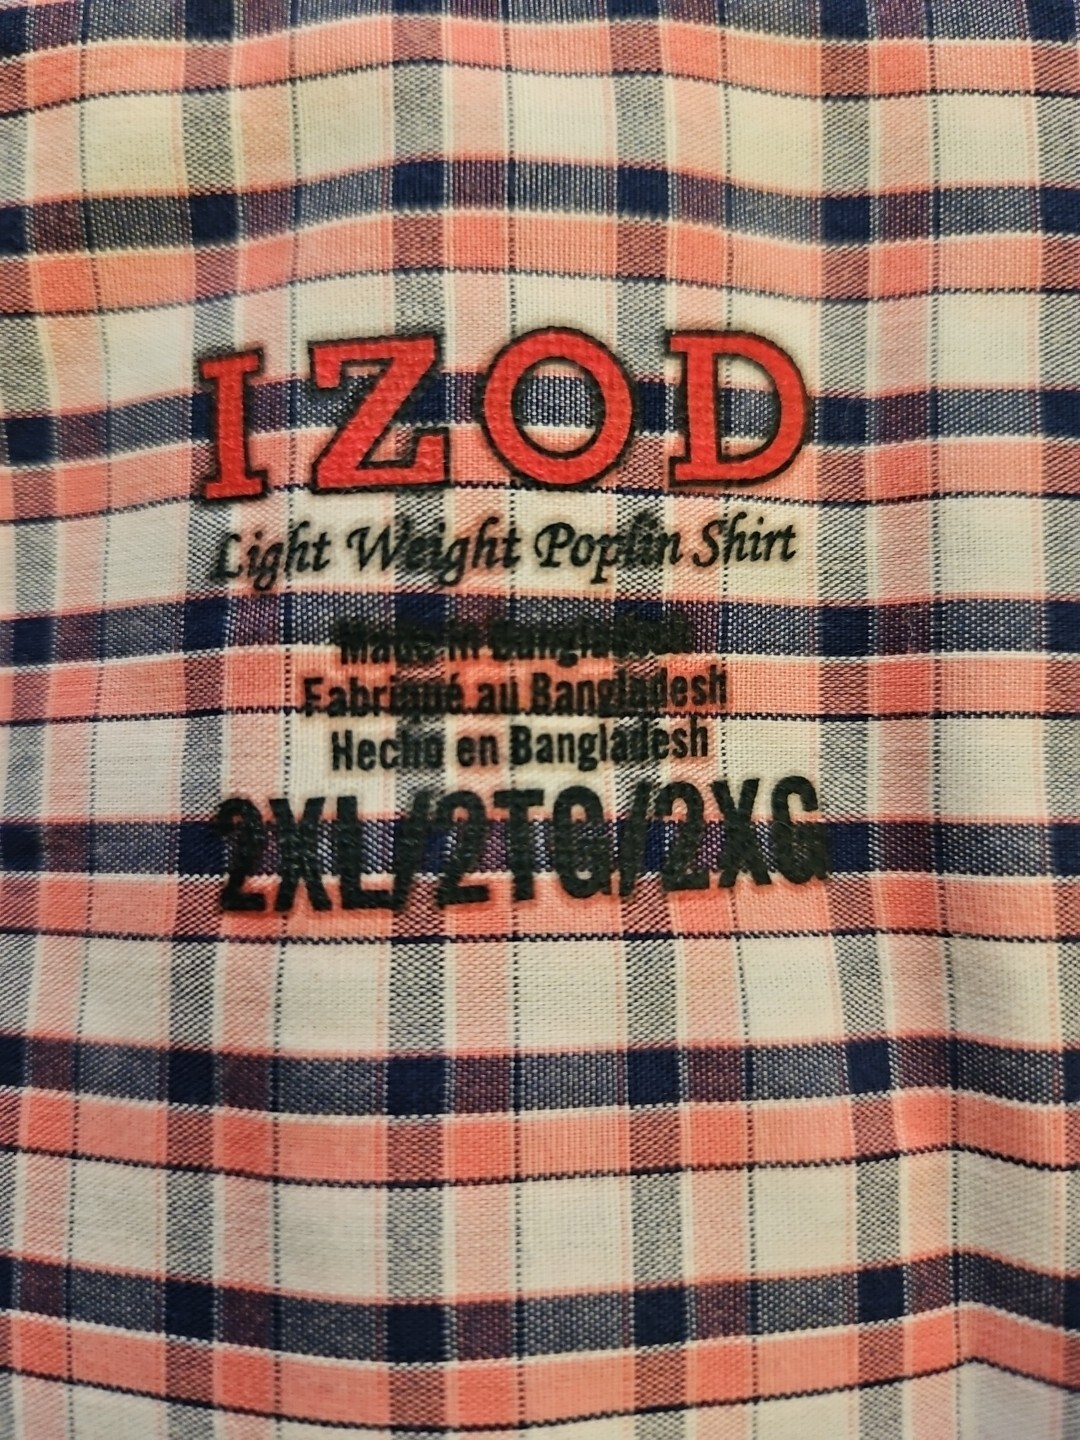 IZOD
Light Weight Poplin Shirt
Made in Bangladesh
Fabriqué au Bangladesh
Hecho en Bangladesh
2XL/2TG/2XG